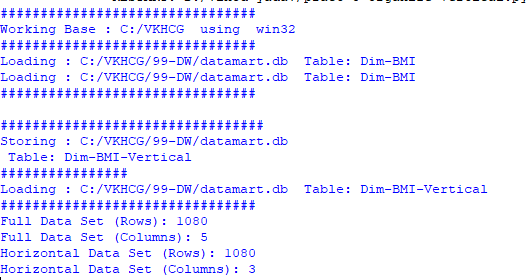 ################################
Working Base : C:/VKHCG  using  win32
################################
Loading : C:/VKHCG/99-DW/datamart.db  Table: Dim-BMI
Loading : C:/VKHCG/99-DW/datamart.db  Table: Dim-BMI
################################
#################################
Storing : C:/VKHCG/99-DW/datamart.db
 Table: Dim-BMI-Vertical
################
Loading : C:/VKHCG/99-DW/datamart.db  Table: Dim-BMI-Vertical
################################
Full Data Set (Rows): 1080
Full Data Set (Columns): 5
Horizontal Data Set (Rows): 1080
Horizontal Data Set (Columns): 3